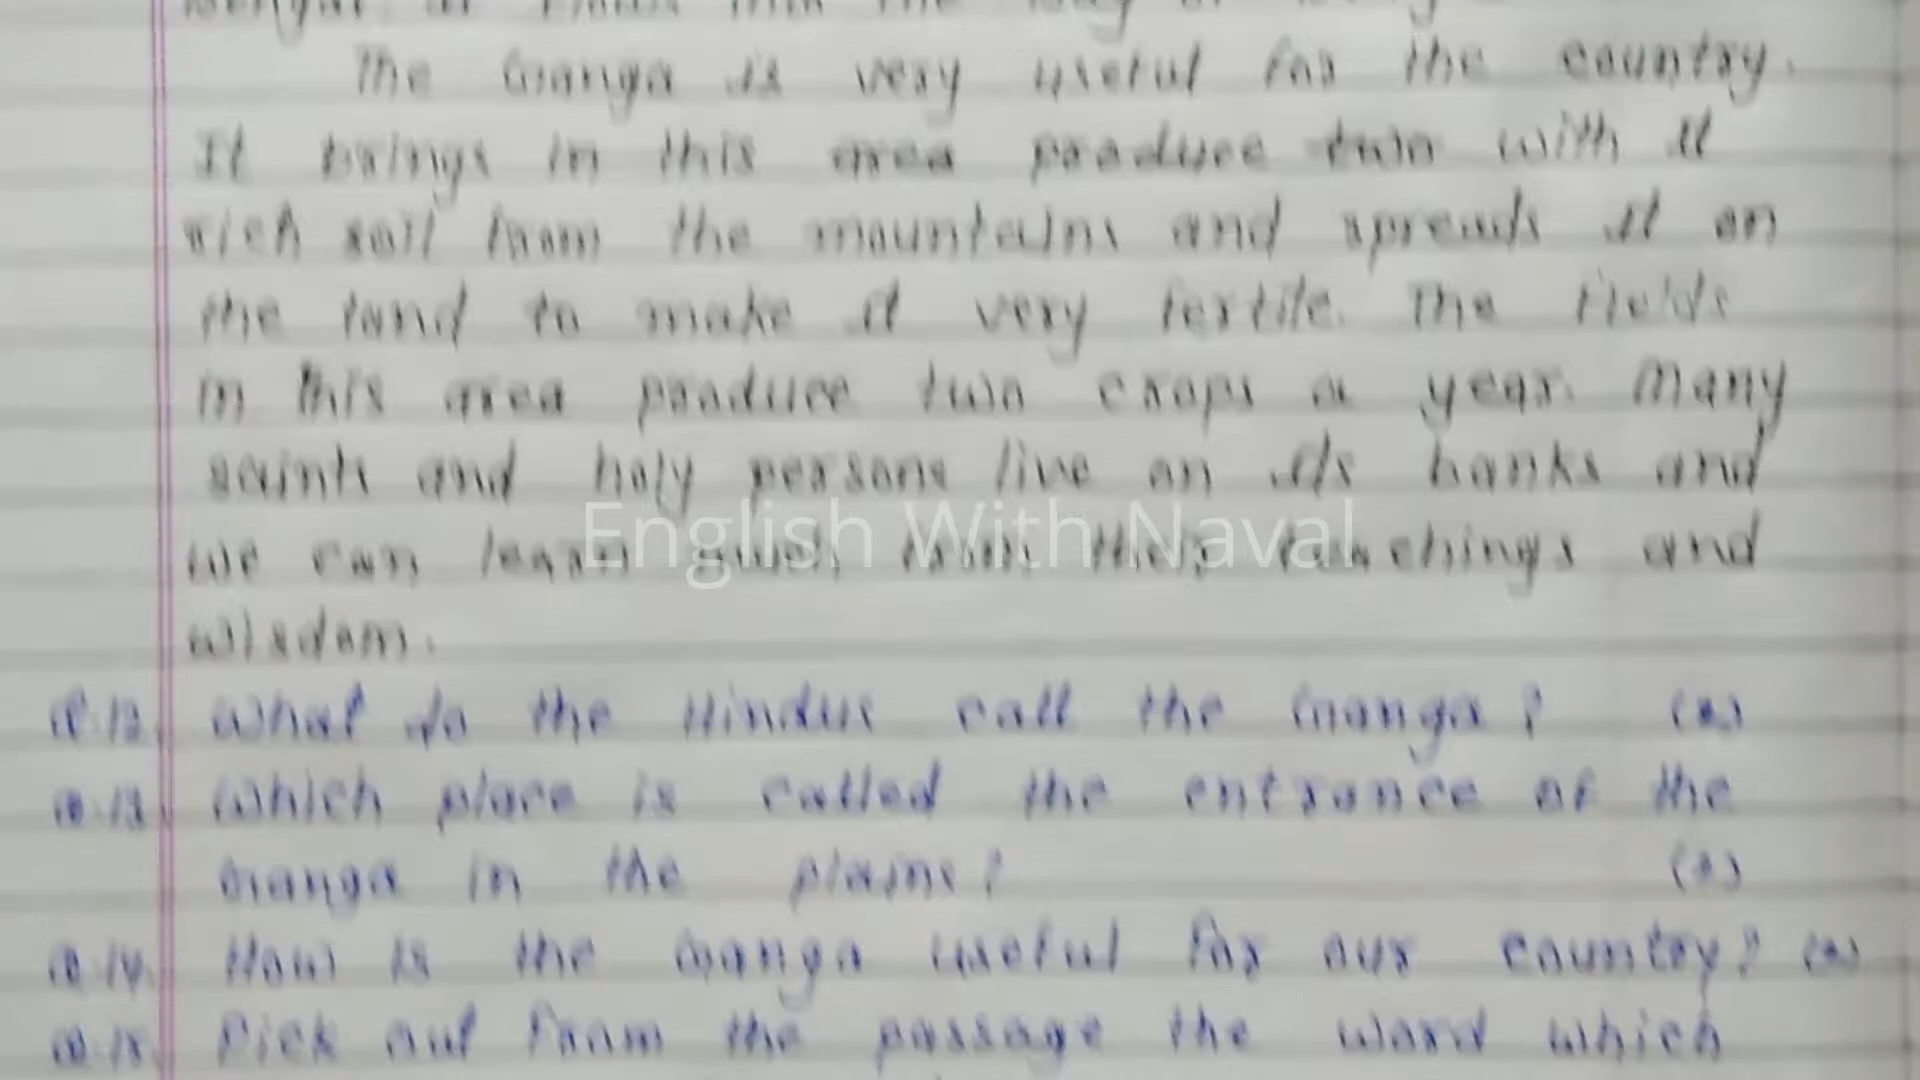 The Ganga is very useful for the country.
It brings in this area produce two with it
rich soil from the mountains and spreads it on
the land to make it very fertile. The fields
in this area produce two crops a year. Many
saints and holy persons live on its banks and
we can learn much from their teachings and
wisdom.
English With Naval
Q.12. What do the Hindus call the Ganga?
Q.13. Which place is called the entrance of the
Ganga in the plains?
Q.14. How is the Ganga useful for our country?
Q.15. Pick out from the passage the word which